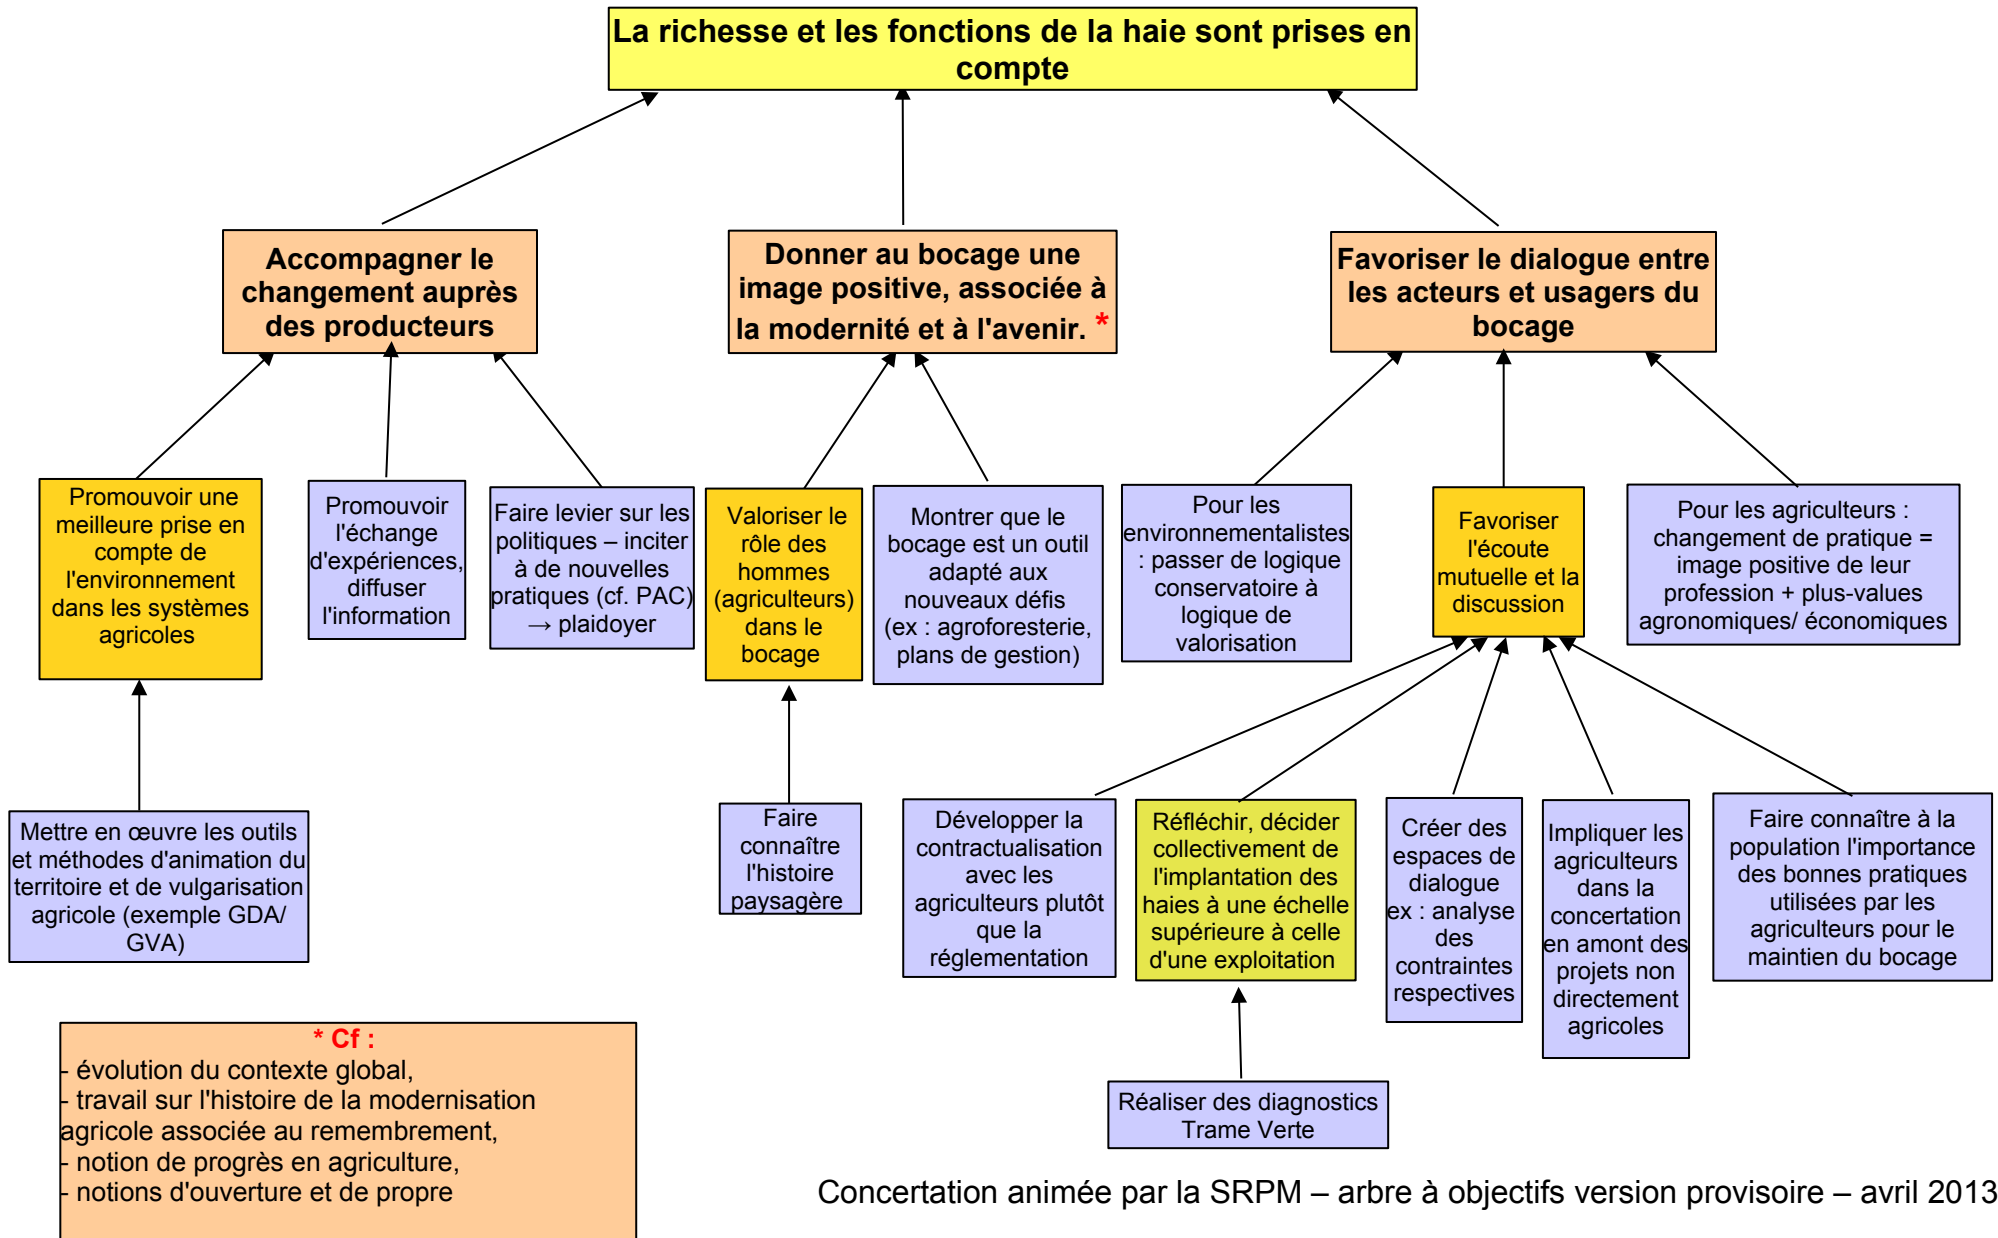 La richesse et les fonctions de la haie sont prises en
compte
Accompagner le
changement auprès
des producteurs
Donner au bocage une
image positive, associée à
la modernité et à l'avenir. *
Favoriser le dialogue entre
les acteurs et usagers du
bocage
Promouvoir une
meilleure prise en
compte de
l'environnement
dans les systèmes
agricoles
Promouvoir
l'échange
d'expériences,
diffuser
l'information
Faire levier sur les
politiques – inciter
à de nouvelles
pratiques (cf. PAC)
→ plaidoyer
Valoriser le
rôle des
hommes
(agriculteurs)
dans le
bocage
Montrer que le
bocage est un outil
adapté aux
nouveaux défis
(ex : agroforesterie,
plans de gestion)
Pour les
environnementalistes
: passer de logique
conservatoire à
logique de
valorisation
Favoriser
l'écoute
mutuelle et la
discussion
Pour les agriculteurs :
changement de pratique =
image positive de leur
profession + plus-values
agronomiques/ économiques
Mettre en œuvre les outils
et méthodes d'animation du
territoire et de vulgarisation
agricole (exemple GDA/
GVA)
Faire
connaître
l'histoire
paysagère
Développer la
contractualisation
avec les
agriculteurs plutôt
que la
réglementation
Réfléchir, décider
collectivement de
l'implantation des
haies à une échelle
supérieure à celle
d'une exploitation
Créer des
espaces de
dialogue
ex : analyse
des
contraintes
respectives
Impliquer les
agriculteurs
dans la
concertation
en amont des
projets non
directement
agricoles
Faire connaître à la
population l'importance
des bonnes pratiques
utilisées par les
agriculteurs pour le
maintien du bocage
Réaliser des diagnostics
Trame Verte
* Cf :
- évolution du contexte global,
- travail sur l'histoire de la modernisation
agricole associée au remembrement,
- notion de progrès en agriculture,
- notions d'ouverture et de propre
Concertation animée par la SRPM – arbre à objectifs version provisoire – avril 2013